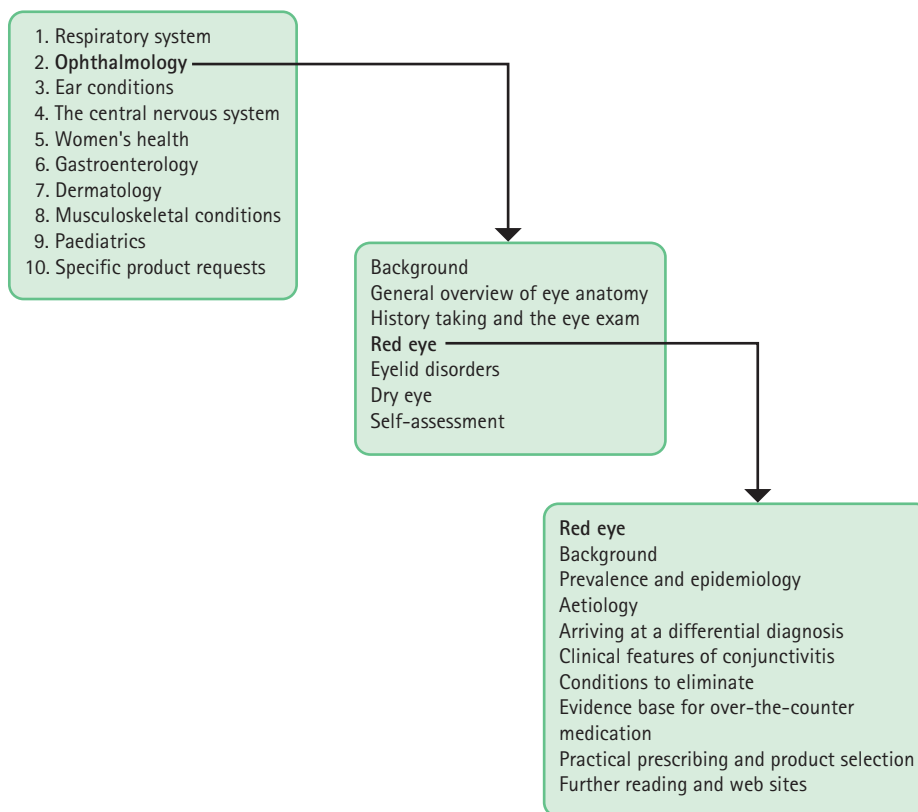 1. Respiratory system
2. Ophthalmology
3. Ear conditions
4. The central nervous system
5. Women's health
6. Gastroenterology
7. Dermatology
8. Musculoskeletal conditions
9. Paediatrics
10. Specific product requests
Background
General overview of eye anatomy
History taking and the eye exam
Red eye
Eyelid disorders
Dry eye
Self-assessment
Red eye
Background
Prevalence and epidemiology
Aetiology
Arriving at a differential diagnosis
Clinical features of conjunctivitis
Conditions to eliminate
Evidence base for over-the-counter
medication
Practical prescribing and product selection
Further reading and web sites